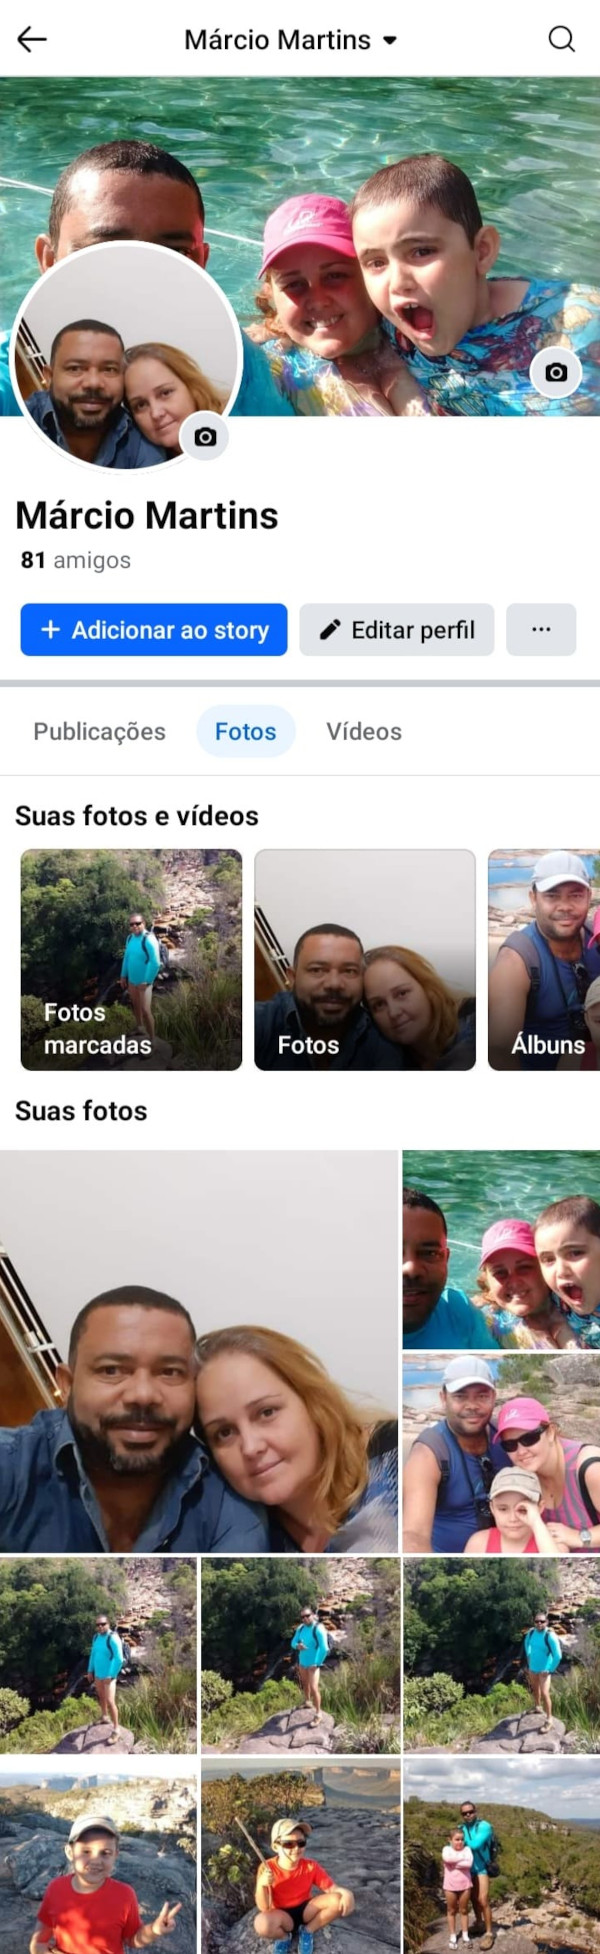 Márcio Martins
Márcio Martins
81 amigos
+ Adicionar ao story
Editar perfil
...
Publicações
Fotos
Vídeos
Suas fotos e vídeos
Fotos
marcadas
Fotos
Álbuns
Suas fotos